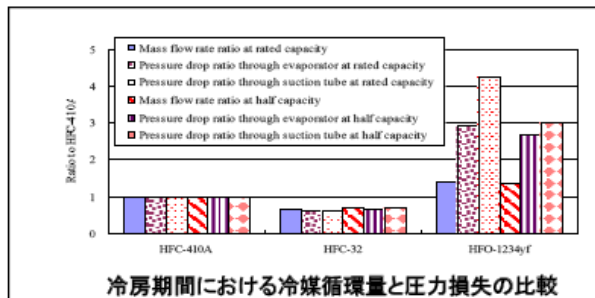 5
4
3
2
1
0
Ratio to HFC-410A
Mass flow rate ratio at rated capacity
Pressure drop ratio through evaporator at rated capacity
Pressure drop ratio through suction tube at rated capacity
Mass flow rate ratio at half capacity
Pressure drop ratio through evaporator at half capacity
Pressure drop ratio through suction tube at half capacity
HFC-410A HFC-32 HFO-1234yf
冷房期間における冷媒循環量と圧力損失の比較